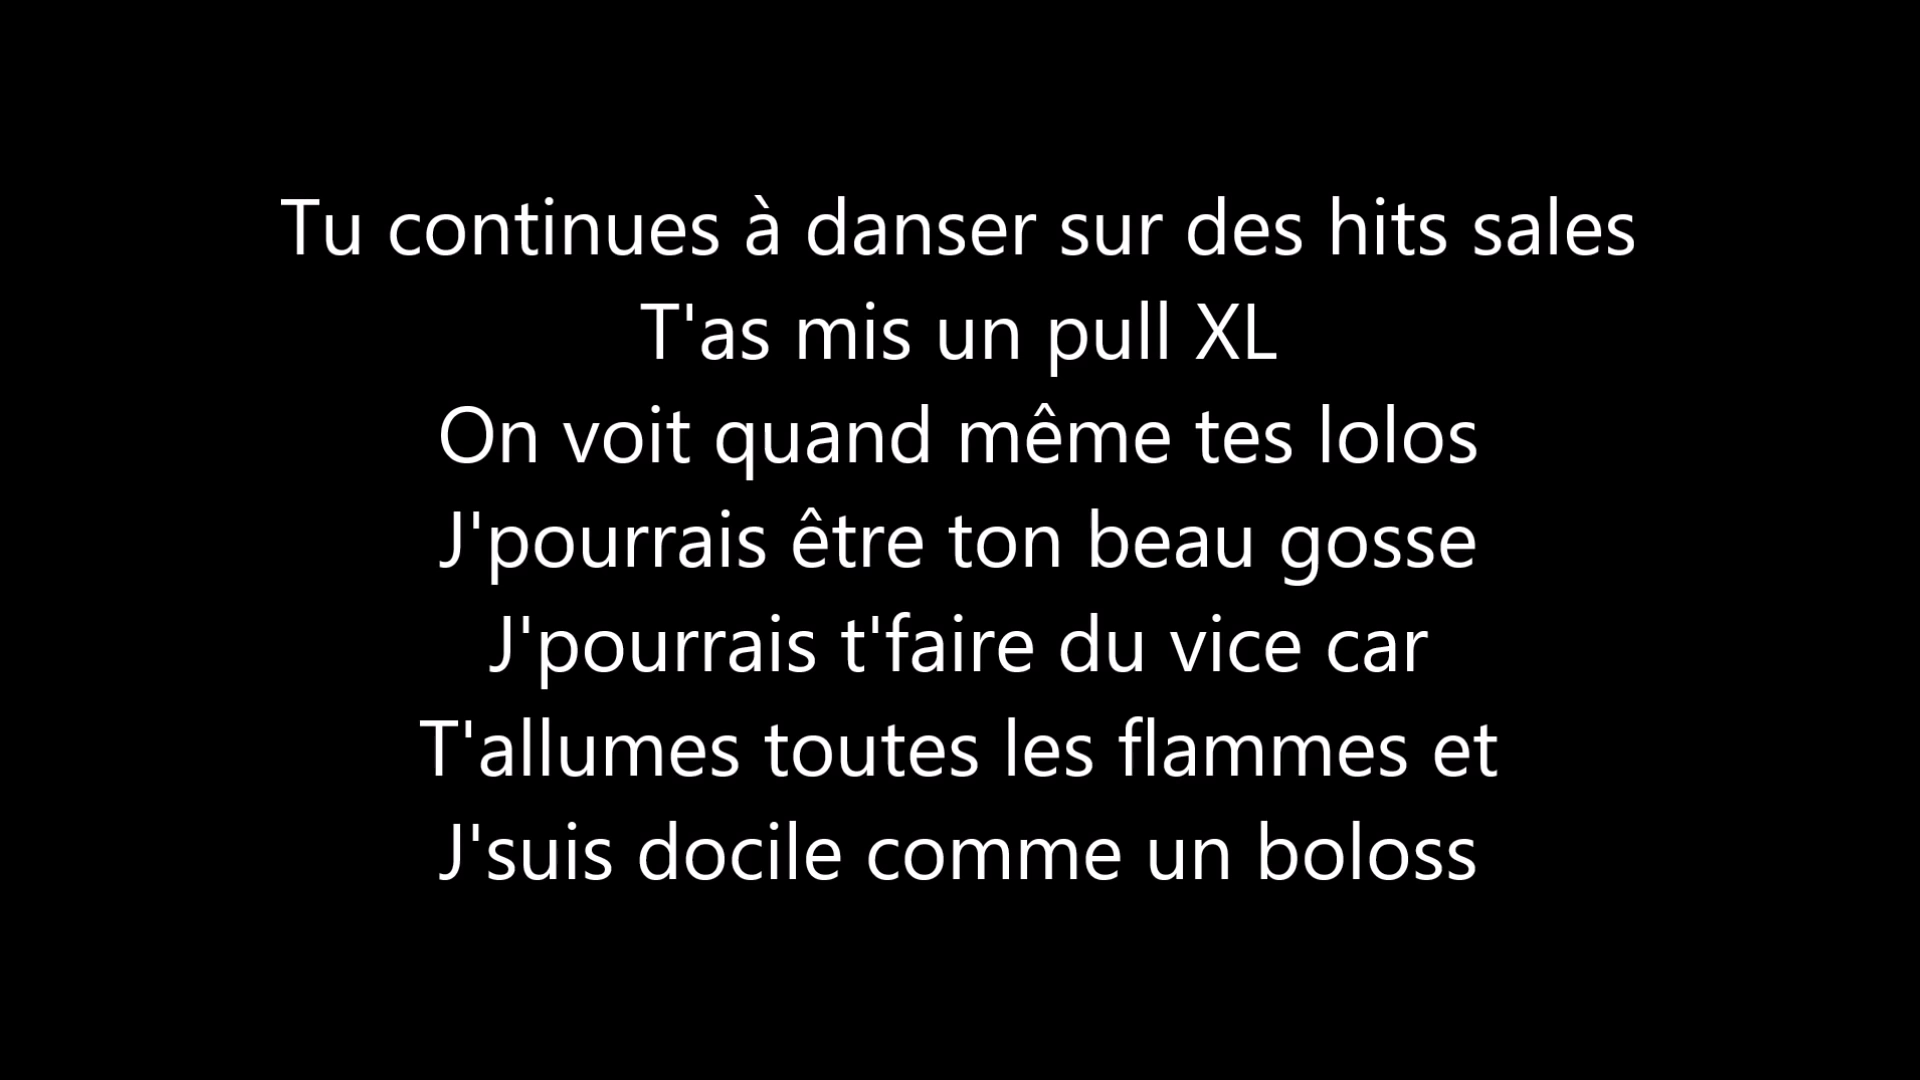 Tu continues à danser sur des hits sales
T'as mis un pull XL
On voit quand même tes lolos
J'pourrais être ton beau gosse
J'pourrais t'faire du vice car
T'allumes toutes les flammes et
J'suis docile comme un boloss